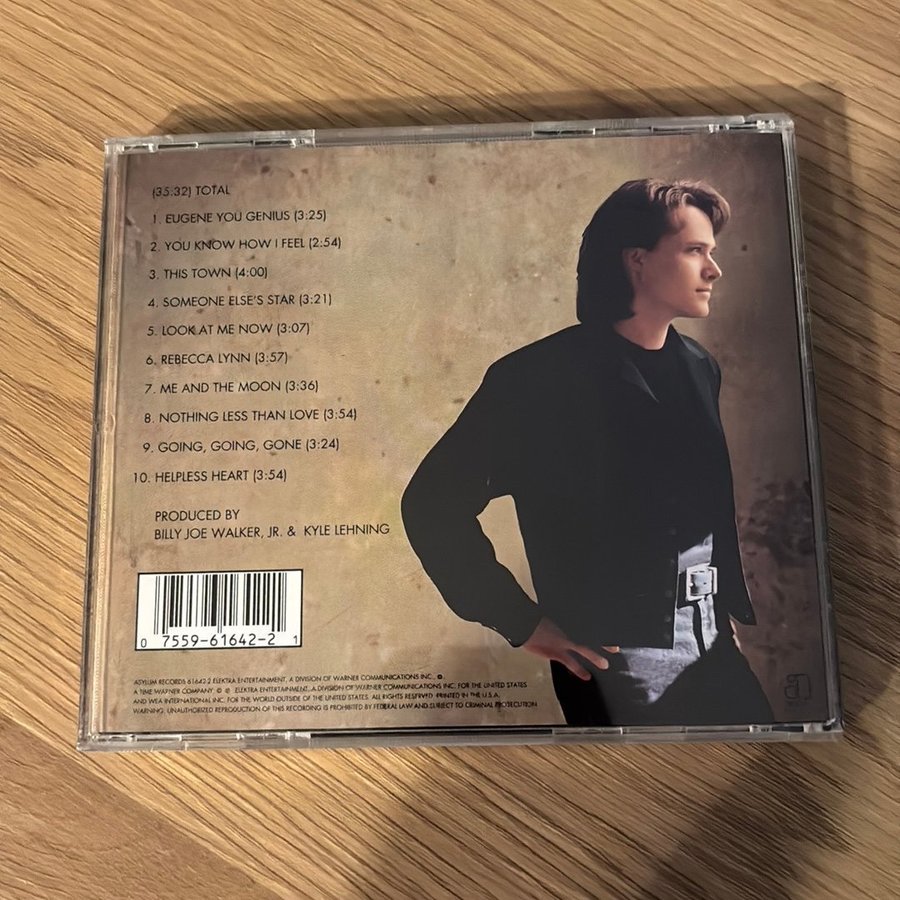 (35:32) TOTAL
1. EUGENE YOU GENIUS (3:25)
2. YOU KNOW HOW I FEEL (2:54)
3. THIS TOWN (4:00)
4. SOMEONE ELSE'S STAR (3:21)
5. LOOK AT ME NOW (3:07)
6. REBECCA LYNN (3:57)
7. ME AND THE MOON (3:36)
8. NOTHING LESS THAN LOVE (3:54)
9. GOING, GOING, GONE (3:24)
10. HELPLESS HEART (3:54)
PRODUCED BY
BILLY JOE WALKER, JR. & KYLE LEHNING
0 7559-61642-2 1
ASYLUM RECORDS 61642-2 ELEKTRA ENTERTAINMENT, A DIVISION OF WARNER COMMUNICATIONS INC.
A TIME WARNER COMPANY © ℗ ELEKTRA ENTERTAINMENT, A DIVISION OF WARNER COMMUNICATIONS INC. FOR THE UNITED STATES
AND WEA INTERNATIONAL INC. FOR THE WORLD OUTSIDE OF THE UNITED STATES. ALL RIGHTS RESERVED. PRINTED IN THE U.S.A.
WARNING: UNAUTHORIZED REPRODUCTION OF THIS RECORDING IS PROHIBITED BY FEDERAL LAW AND SUBJECT TO CRIMINAL PROSECUTION